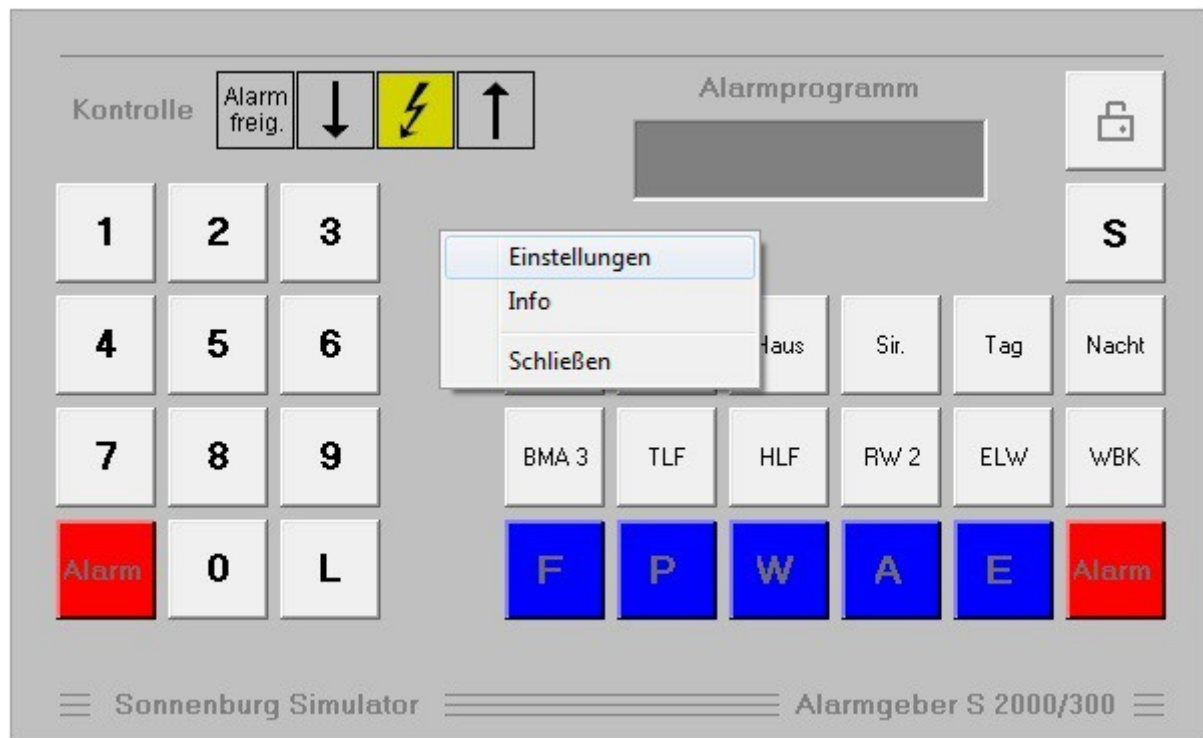 Kontrolle
Alarm
freig.
Alarmprogramm
1 2 3 S
Einstellungen
Info
Schließen
4 5 6 Sir. Tag Nacht
7 8 9 BMA 3 TLF HLF RW 2 ELW WBK
Alarm 0 L F P W A E Alarm
Sonnenburg Simulator Alarmgeber S 2000/300